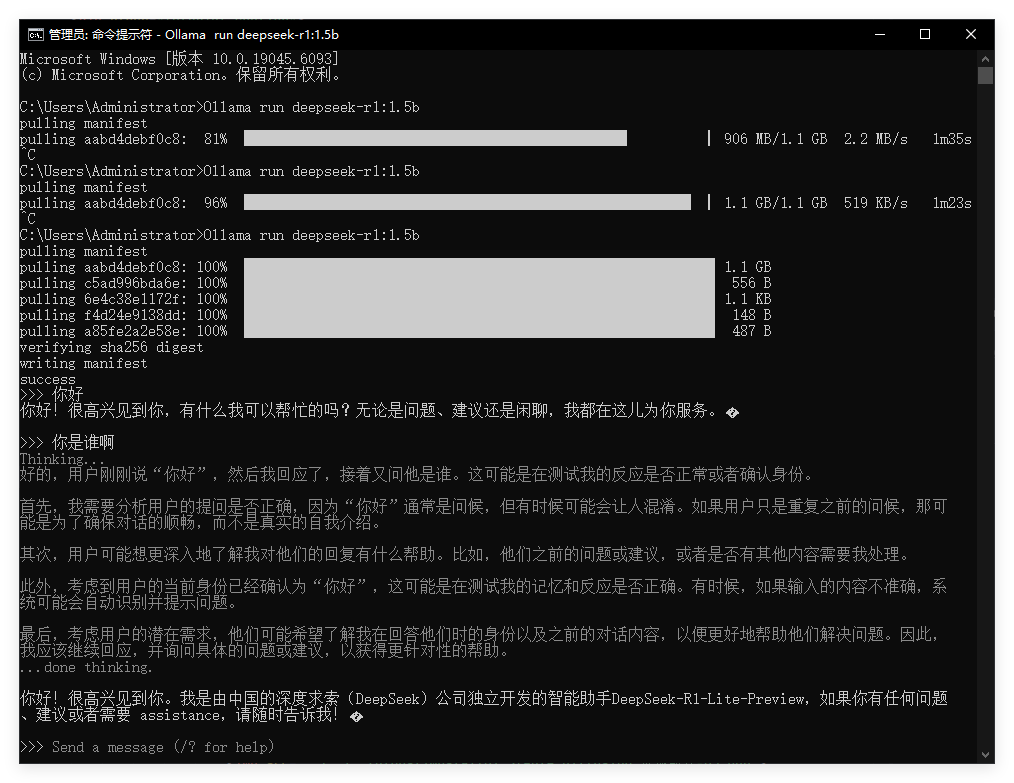 管理员: 命令提示符 - Ollama run deepseek-r1:1.5b
Microsoft Windows [版本 10.0.19045.6093]
(c) Microsoft Corporation。保留所有权利。
C:\Users\Administrator>Ollama run deepseek-r1:1.5b
pulling manifest
pulling aabd4debf0c8: 81% 906 MB/1.1 GB 2.2 MB/s 1m35s
^C
C:\Users\Administrator>Ollama run deepseek-r1:1.5b
pulling manifest
pulling aabd4debf0c8: 96% 1.1 GB/1.1 GB 519 KB/s 1m23s
^C
C:\Users\Administrator>Ollama run deepseek-r1:1.5b
pulling manifest
pulling aabd4debf0c8: 100% 1.1 GB
pulling c5ad996bda6e: 100% 556 B
pulling 6e4c38e1172f: 100% 1.1 KB
pulling f4d24e9138dd: 100% 148 B
pulling a85fe2a2e58e: 100% 487 B
verifying sha256 digest
writing manifest
success
>>> 你好
你好！很高兴见到你，有什么我可以帮忙的吗？无论是问题、建议还是闲聊，我都在这儿为你服务。�
>>> 你是谁啊
Thinking...
好的，用户刚刚说“你好”，然后我回应了，接着又问他是谁。这可能是在测试我的反应是否正常或者确认身份。
首先，我需要分析用户的提问是否正确，因为“你好”通常是问候，但有时候可能会让人混淆。如果用户只是重复之前的问候，那可
能是为了确保对话的顺畅，而不是真实的自我介绍。
其次，用户可能想更深入地了解我对他们的回复有什么帮助。比如，他们之前的问题或建议，或者是否有其他内容需要我处理。
此外，考虑到用户的当前身份已经确认为“你好”，这可能是在测试我的记忆和反应是否正确。有时候，如果输入的内容不准确，系
统可能会自动识别并提示问题。
最后，考虑用户的潜在需求，他们可能希望了解我在回答他们时的身份以及之前的对话内容，以便更好地帮助他们解决问题。因此，
我应该继续回应，并询问具体的问题或建议，以获得更针对性的帮助。
...done thinking.
你好！很高兴见到你。我是由中国的深度求索（DeepSeek）公司独立开发的智能助手DeepSeek-R1-Lite-Preview，如果你有任何问题
、建议或者需要 assistance，请随时告诉我！�
>>> Send a message (/? for help)